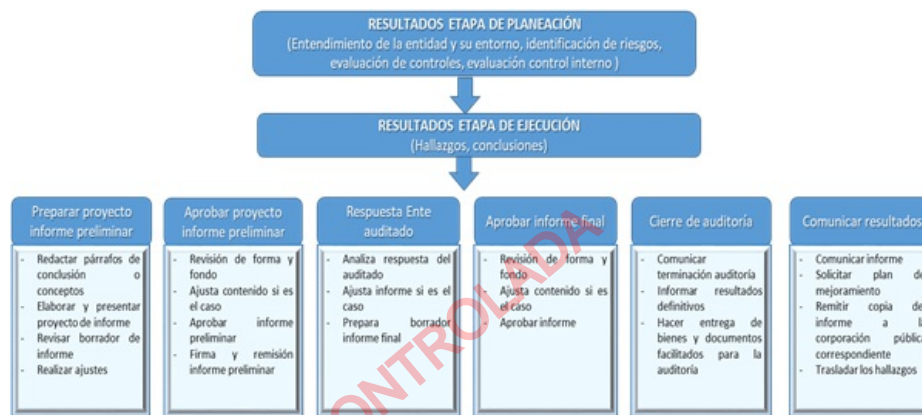 RESULTADOS ETAPA DE PLANEACIÓN
(Entendimiento de la entidad y su entorno, identificación de riesgos,
evaluación de controles, evaluación control interno )
RESULTADOS ETAPA DE EJECUCIÓN
(Hallazgos, conclusiones)
Preparar proyecto
informe preliminar
- Redactar párrafos de
conclusión o
conceptos
- Elaborar y presentar
proyecto de informe
- Revisar borrador de
informe
- Realizar ajustes
Aprobar proyecto
informe preliminar
- Revisión de forma y
fondo
- Ajusta contenido si es
el caso
- Aprobar informe
preliminar
- Firma y remisión
informe preliminar
Respuesta Ente
auditado
- Analiza respuesta del
auditado
- Ajusta informe si es el
caso
- Prepara borrador
informe final
Aprobar informe final
- Revisión de forma y
fondo
- Ajusta contenido si es
el caso
- Aprobar informe
Cierre de auditoría
- Comunicar
terminación auditoría
- Informar resultados
definitivos
- Hacer entrega de
bienes y documentos
facilitados para la
auditoría
Comunicar resultados
- Comunicar informe
- Solicitar plan de
mejoramiento
- Remitir copia de
informe a la
corporación pública
correspondiente
- Trasladar los hallazgos
CONTROLADA